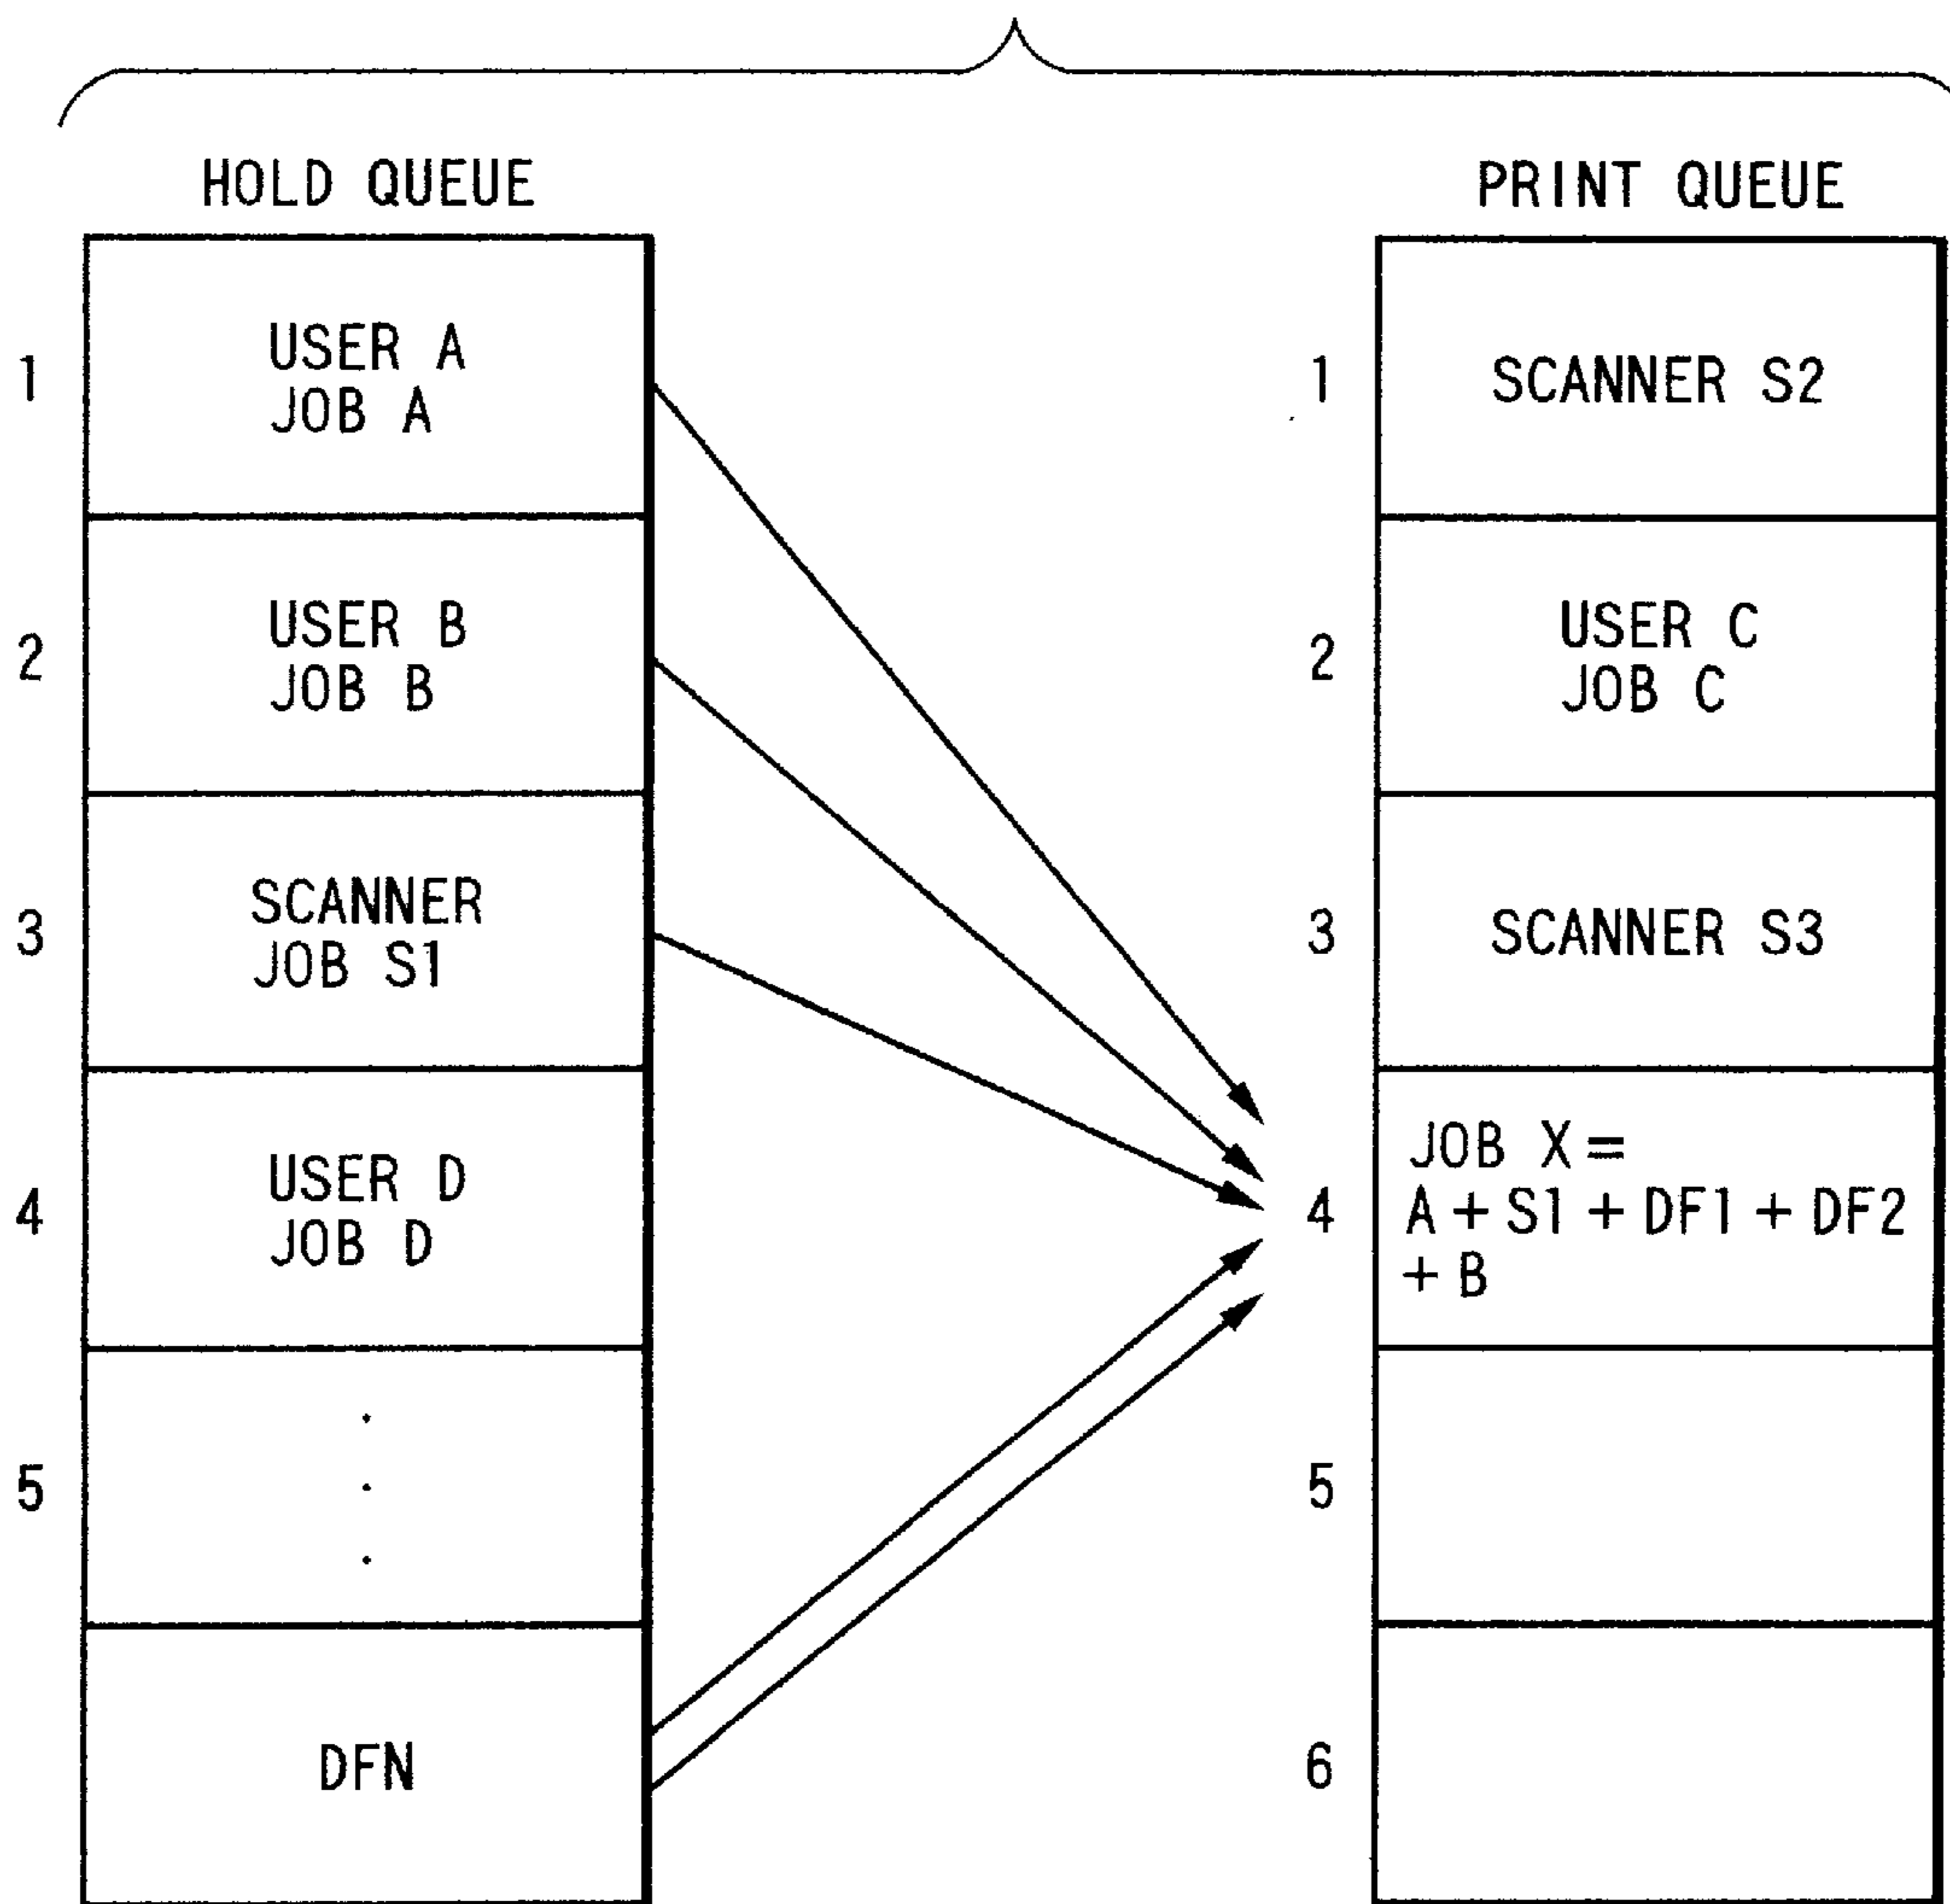 HOLD QUEUE
1
USER A
JOB A
2
USER B
JOB B
3
SCANNER
JOB S1
4
USER D
JOB D
5
.
.
.
DFN
PRINT QUEUE
1
SCANNER S2
2
USER C
JOB C
3
SCANNER S3
4
JOB X =
A + S1 + DF1 + DF2
+ B
5
6